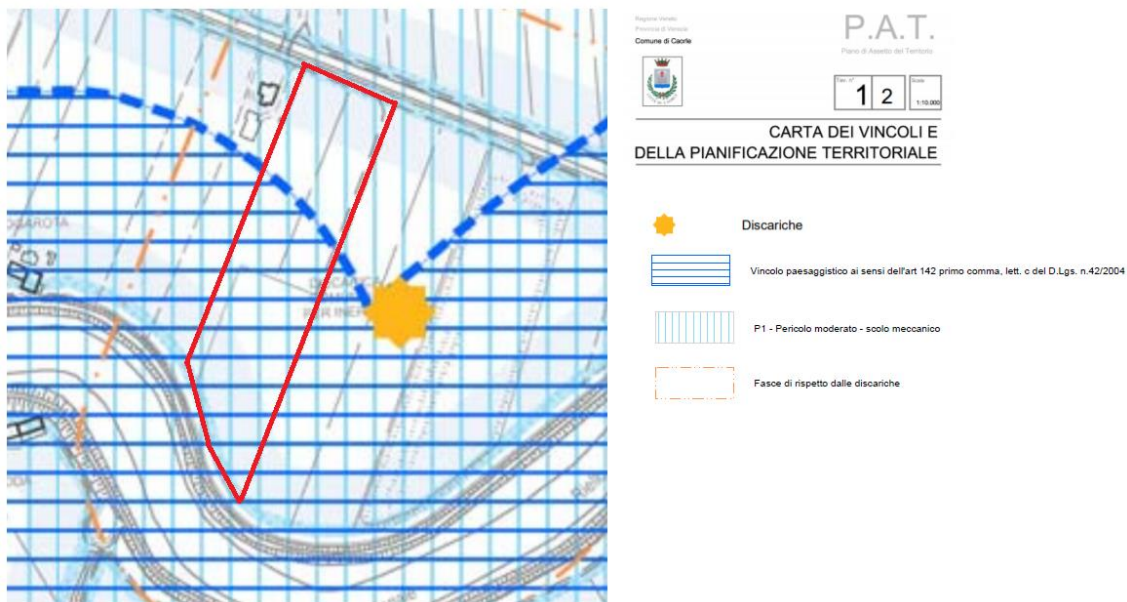 Regione Veneto
Provincia di Venezia
Comune di Caorle
P.A.T.
Piano di Assetto del Territorio
Tav. n°
1
2
Scala
1:10.000
CARTA DEI VINCOLI E
DELLA PIANIFICAZIONE TERRITORIALE
Discariche
Vincolo paesaggistico ai sensi dell'art 142 primo comma, lett. c del D.Lgs. n.42/2004
P1 - Pericolo moderato - scolo meccanico
Fasce di rispetto dalle discariche